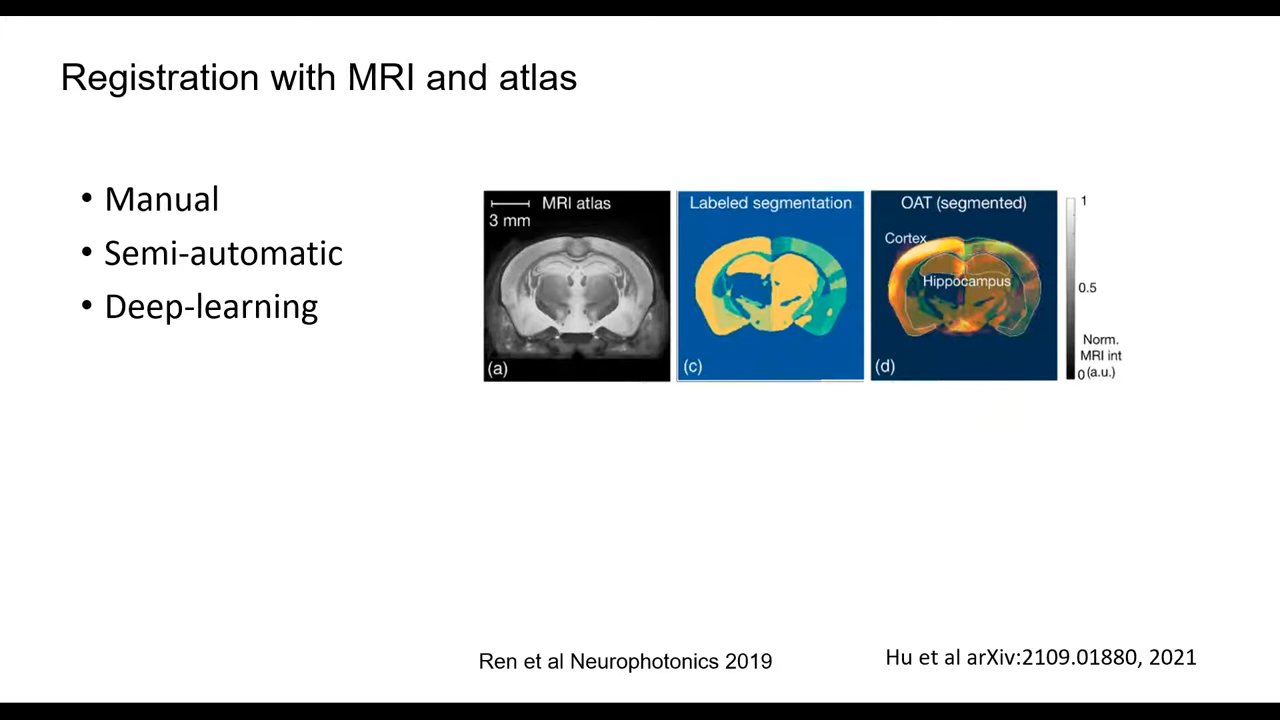 Registration with MRI and atlas
• Manual
• Semi-automatic
• Deep-learning
MRI atlas
3 mm
(a)
Labeled segmentation
(c)
OAT (segmented)
Cortex
Hippocampus
(d)
1
0.5
Norm.
MRI int
0 (a.u.)
Ren et al Neurophotonics 2019
Hu et al arXiv:2109.01880, 2021